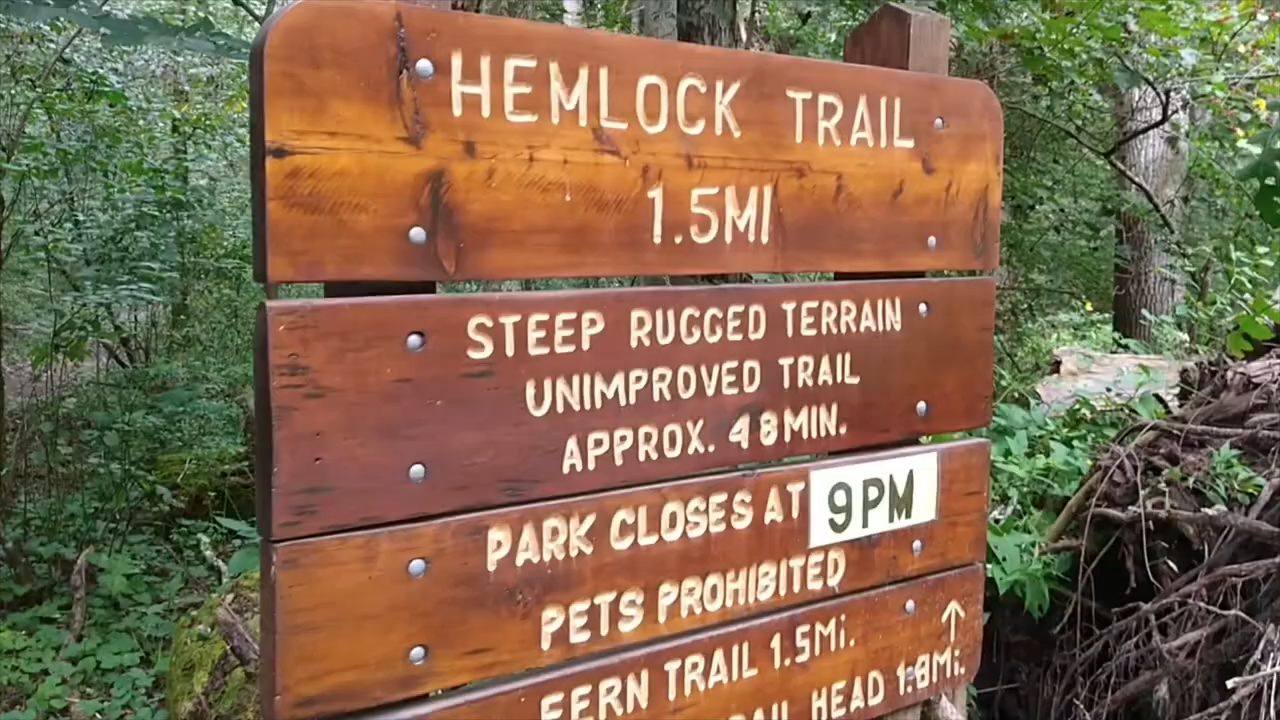 HEMLOCK TRAIL
1.5MI
STEEP RUGGED TERRAIN
UNIMPROVED TRAIL
APPROX. 48MIN.
PARK CLOSES AT 9PM
PETS PROHIBITED
FERN TRAIL 1.5Mi. ↑
HEAD 1.8Mi.